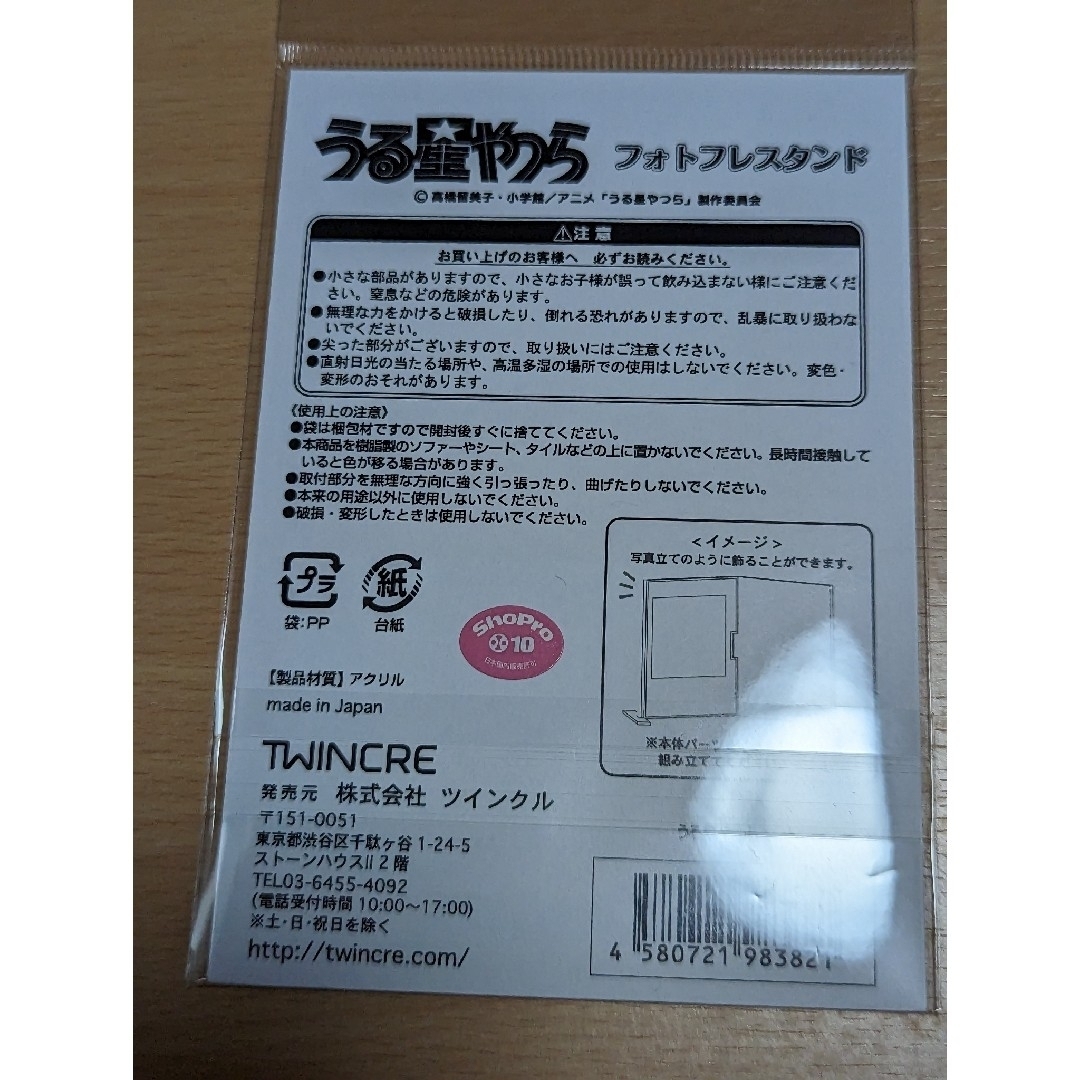 うる星やつら フォトフレスタンド
© 高橋留美子・小学館/アニメ「うる星やつら」製作委員会
⚠注意
お買い上げのお客様へ 必ずお読みください。
●小さな部品がありますので、小さなお子様が誤って飲み込まない様にご注意くだ
さい。窒息などの危険があります。
●無理な力をかけると破損したり、倒れる恐れがありますので、乱暴に取り扱わな
いでください。
●尖った部分がございますので、取り扱いにはご注意ください。
●直射日光の当たる場所や、高温多湿の場所での使用はしないでください。変色・
変形のおそれがあります。
《使用上の注意》
●袋は梱包材ですので開封後すぐに捨ててください。
●本商品を樹脂製のソファーやシート、タイルなどの上に置かないでください。長時間接触して
いると色が移る場合があります。
●取付部分を無理な方向に強く引っ張ったり、曲げたりしないでください。
●本来の用途以外に使用しないでください。
●破損・変形したときは使用しないでください。
<イメージ>
写真立てのように飾ることができます。
※本体パーツ
組み立て
プラ
袋:PP
紙
台紙
ShoPro
10
日本国内販売許可
【製品材質】アクリル
made in Japan
TWINCRE
発売元 株式会社 ツインクル
〒151-0051
東京都渋谷区千駄ヶ谷1-24-5
ストーンハウスⅡ 2階
TEL03-6455-4092
(電話受付時間 10:00〜17:00)
※土・日・祝日を除く
http://twincre.com/
4 580721 983821